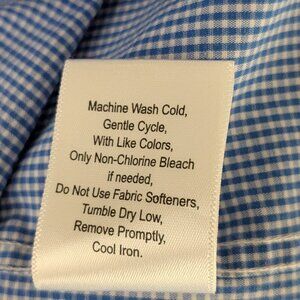 Machine Wash Cold,
Gentle Cycle,
With Like Colors,
Only Non-Chlorine Bleach
if needed,
Do Not Use Fabric Softeners,
Tumble Dry Low,
Remove Promptly,
Cool Iron.